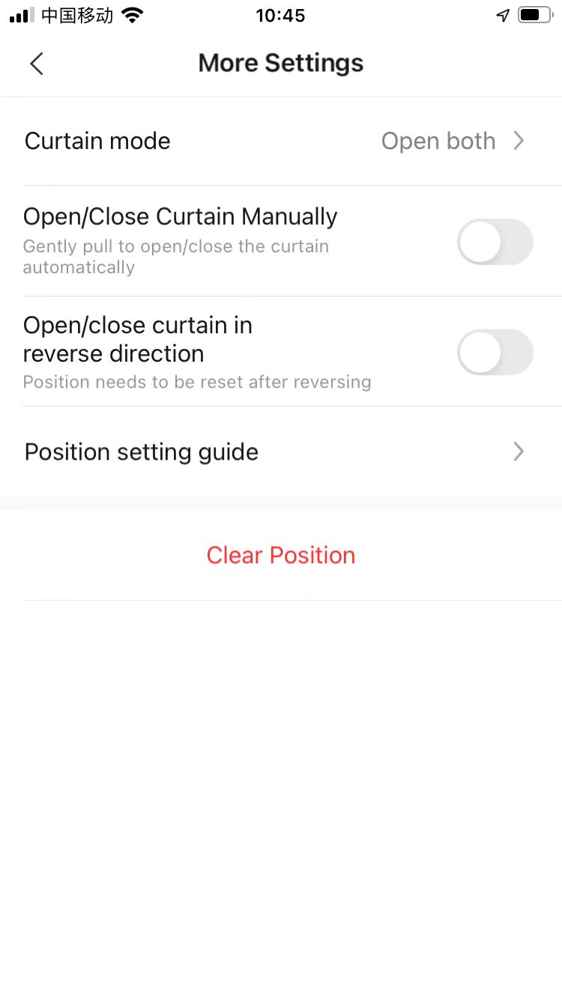 中国移动 10:45
More Settings
Curtain mode Open both
Open/Close Curtain Manually
Gently pull to open/close the curtain
automatically
Open/close curtain in
reverse direction
Position needs to be reset after reversing
Position setting guide
Clear Position